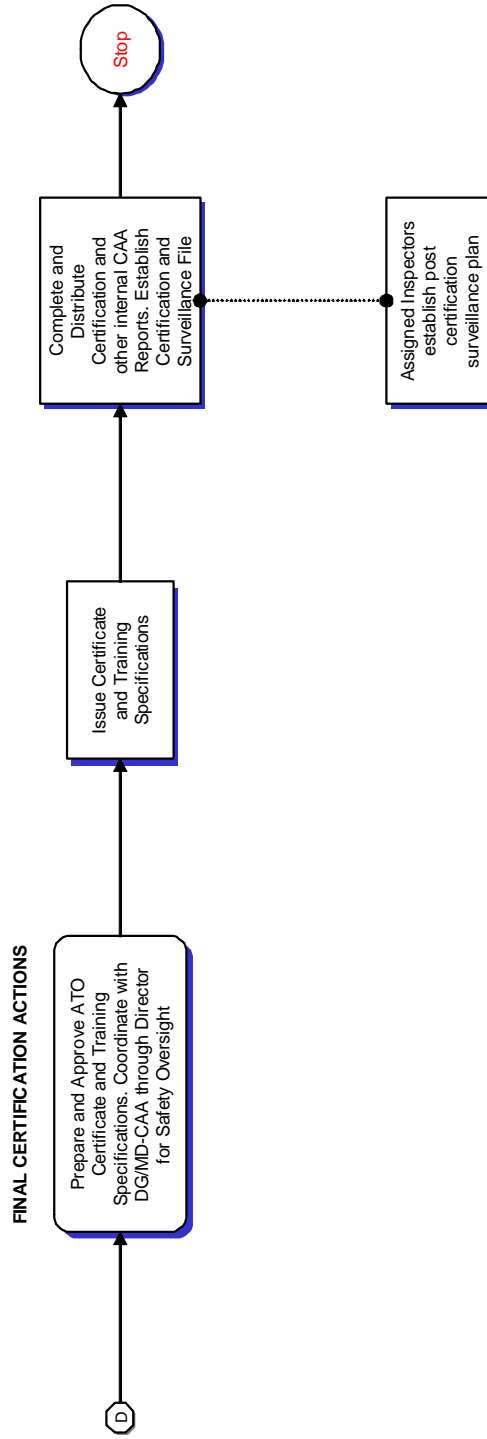 FINAL CERTIFICATION ACTIONS
D
Prepare and Approve ATO
Certificate and Training
Specifications. Coordinate with
DG/MD-CAA through Director
for Safety Oversight
Issue Certificate
and Training
Specifications
Complete and
Distribute
Certification and
other internal CAA
Reports. Establish
Certification and
Surveillance File
Stop
Assigned Inspectors
establish post
certification
surveillance plan